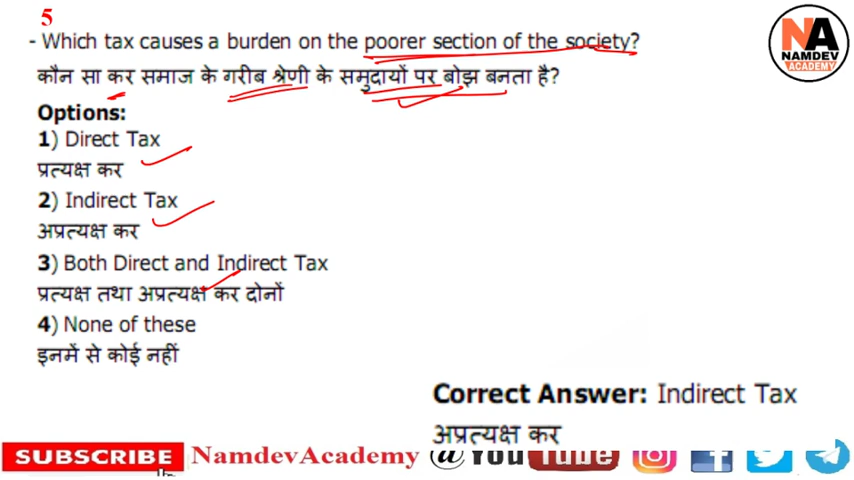 5
NA
NAMDEV
ACADEMY
- Which tax causes a burden on the poorer section of the society?
कौन सा कर समाज के गरीब श्रेणी के समुदायों पर बोझ बनता है?
Options:
1) Direct Tax
प्रत्यक्ष कर
2) Indirect Tax
अप्रत्यक्ष कर
3) Both Direct and Indirect Tax
प्रत्यक्ष तथा अप्रत्यक्ष कर दोनों
4) None of these
इनमें से कोई नहीं
Correct Answer: Indirect Tax
अप्रत्यक्ष कर
SUBSCRIBE NamdevAcademy @YouTube